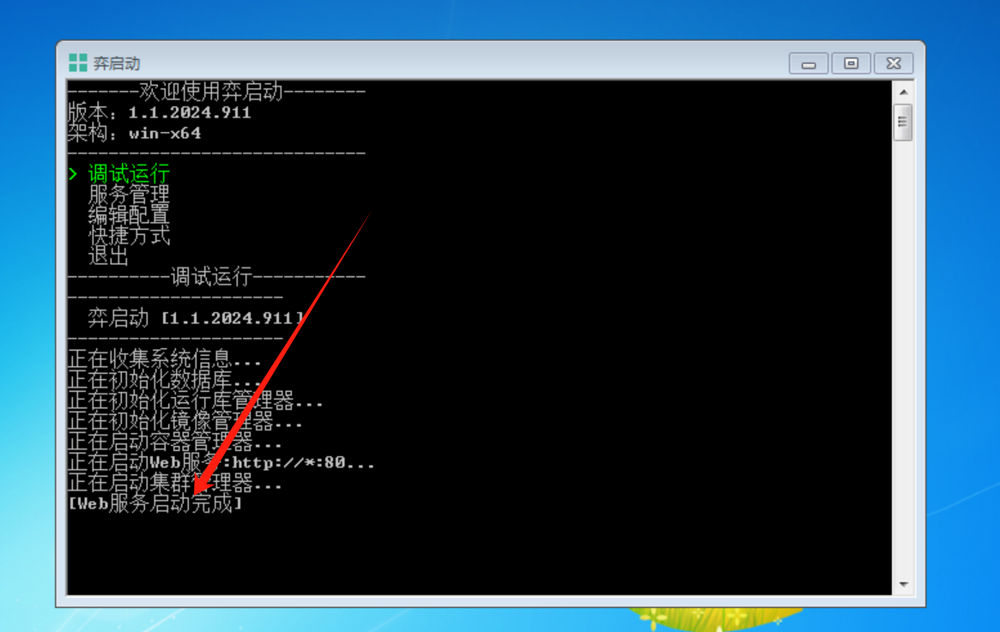 弈启动
-------欢迎使用弈启动--------
版本：1.1.2024.911
架构：win-x64
-----------------------------
> 调试运行
服务管理
编辑配置
快捷方式
退出
----------调试运行-----------
---------------------
弈启动 [1.1.2024.911]
---------------------
正在收集系统信息...
正在初始化数据库...
正在初始化运行库管理器...
正在初始化镜像管理器...
正在启动容器管理器...
正在启动Web服务:http://*:80...
正在启动集群管理器...
[Web服务启动完成]